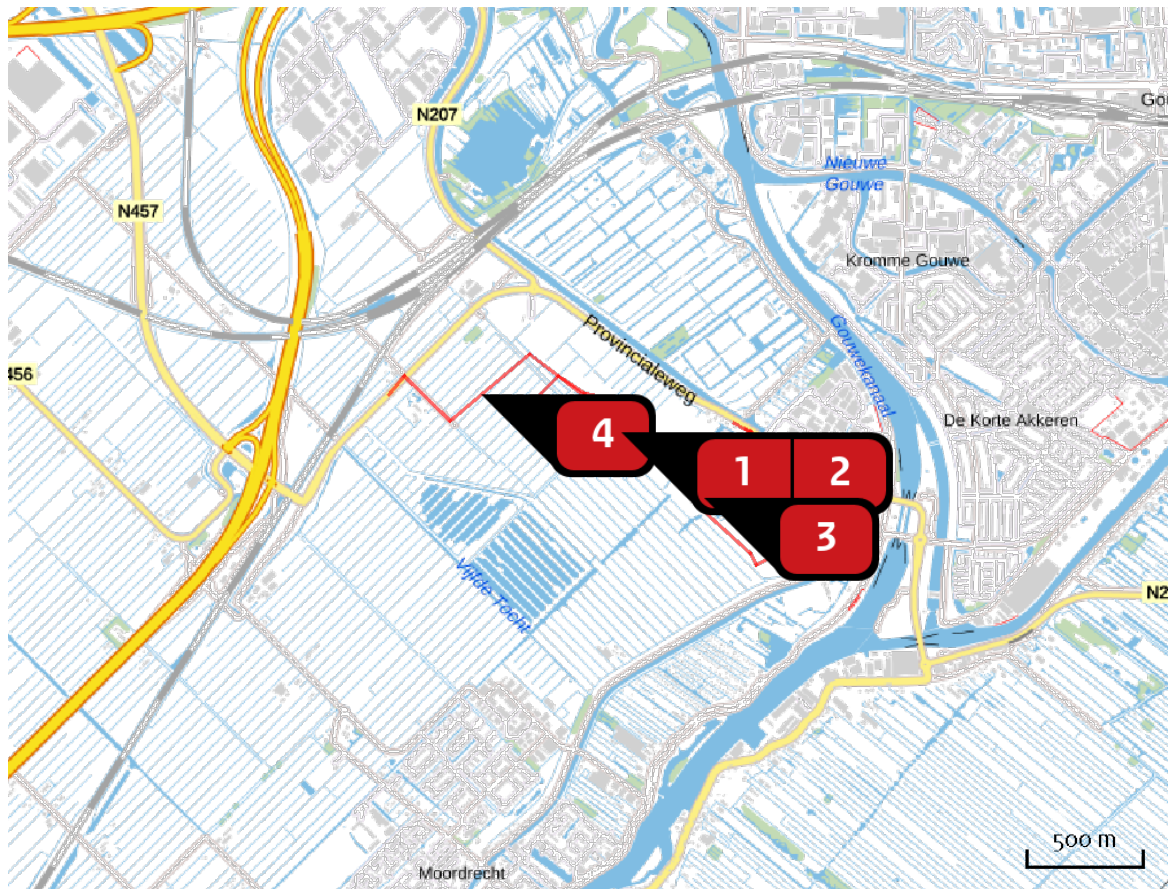 N207
Gou
Nieuwe
Gouwe
N457
Kromme Gouwe
Provincialeweg
Gouwekanaal
456
De Korte Akkeren
4
1
2
3
Vijfde Tocht
N2
500 m
Moordrecht